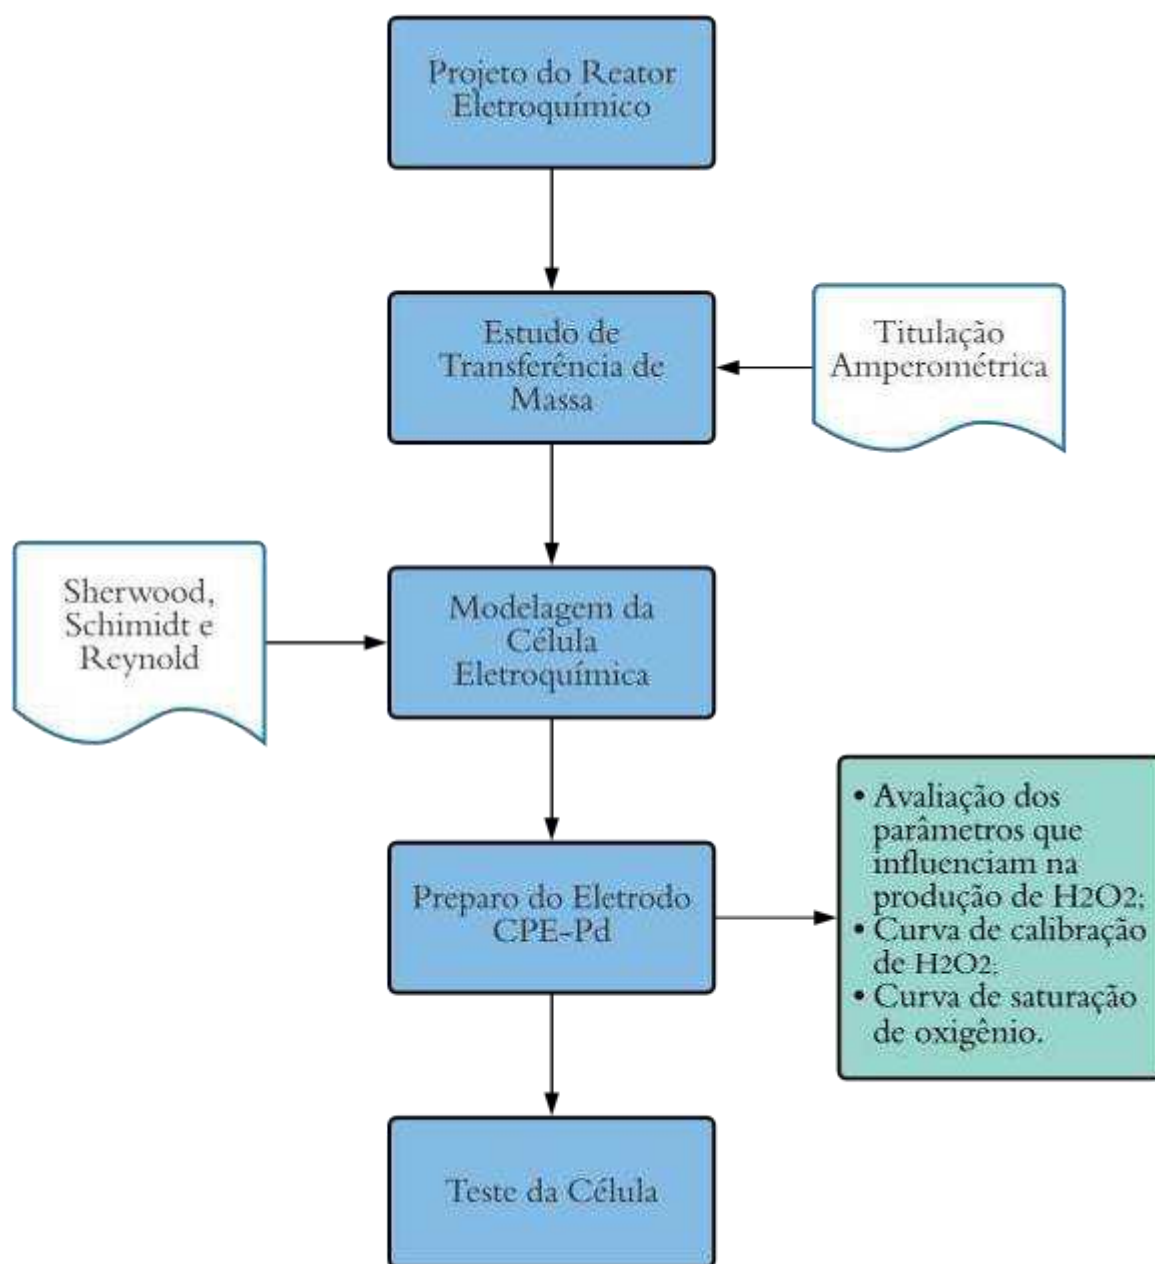 Projeto do Reator
Eletroquímico
Estudo de
Transferência de
Massa
Titulação
Amperométrica
Sherwood,
Schimidt e
Reynold
Modelagem da
Célula
Eletroquímica
Preparo do Eletrodo
CPE-Pd
• Avaliação dos
parâmetros que
influenciam na
produção de H2O2;
• Curva de calibração
de H2O2;
• Curva de saturação
de oxigênio.
Teste da Célula